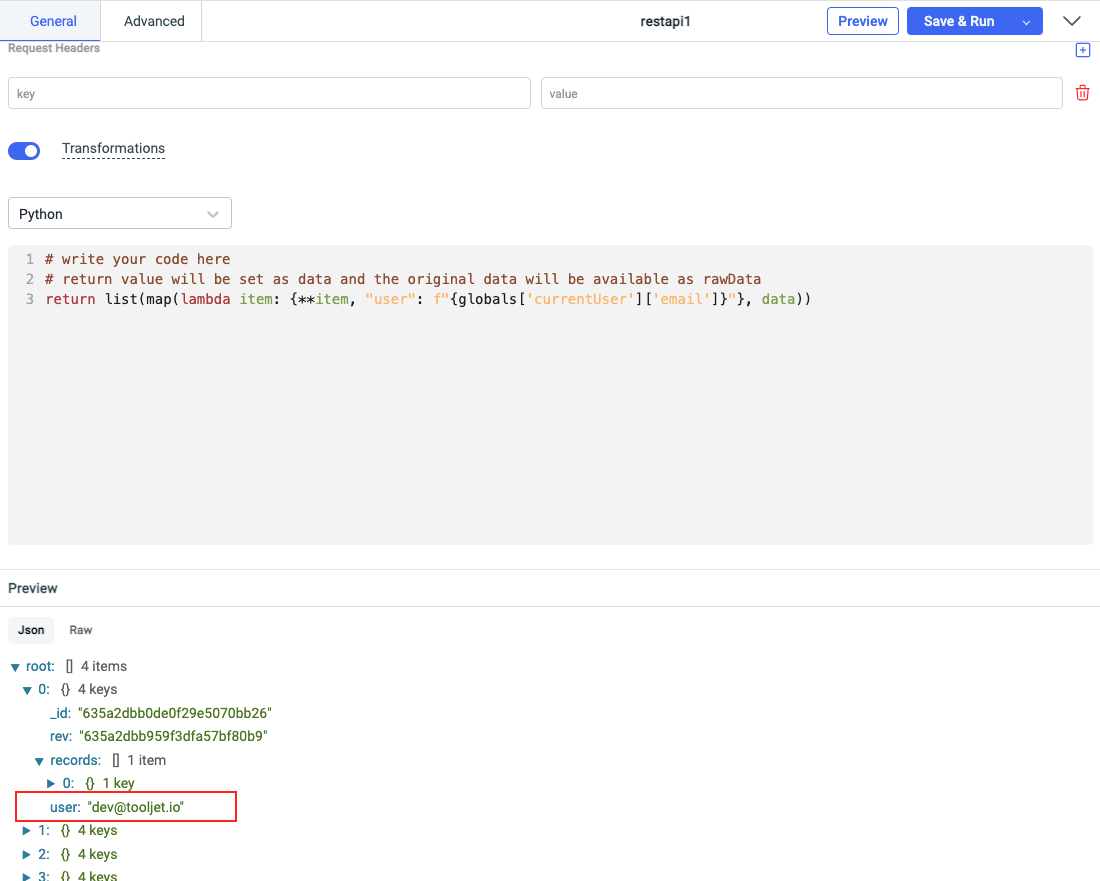 General Advanced restapi1 Preview Save & Run
Request Headers
key value
Transformations
Python
1 # write your code here
2 # return value will be set as data and the original data will be available as rawData
3 return list(map(lambda item: {**item, "user": f"{globals['currentUser']['email']}"}, data))
Preview
Json Raw
root: [] 4 items
0: {} 4 keys
_id: "635a2dbb0de0f29e5070bb26"
rev: "635a2dbb959f3dfa57bf80b9"
records: [] 1 item
0: {} 1 key
user: "dev@tooljet.io"
1: {} 4 keys
2: {} 4 keys
3: {} 4 keys